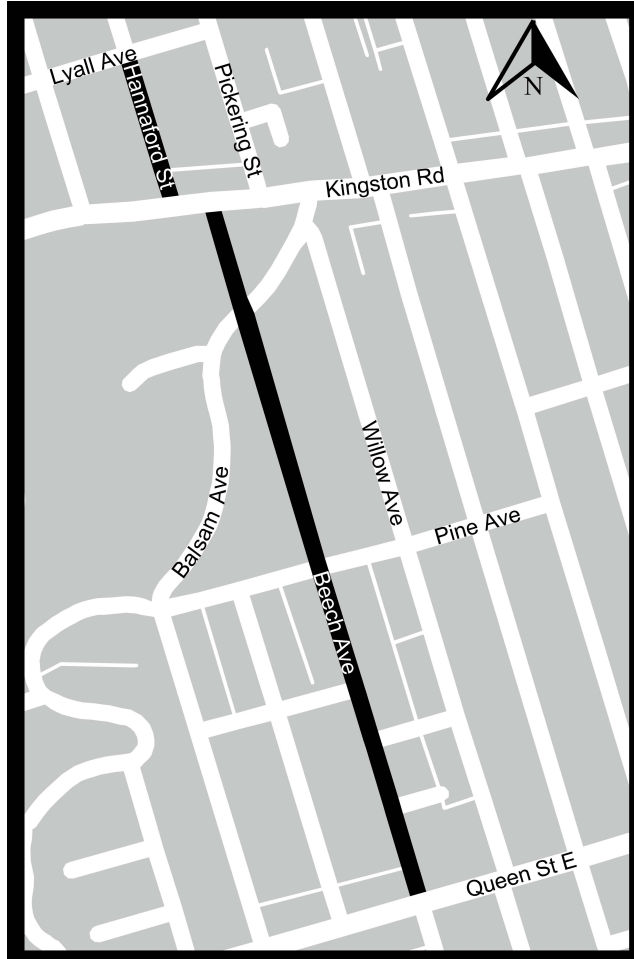 N
Lyall Ave
Hannaford St
Pickering St
Kingston Rd
Willow Ave
Balsam Ave
Pine Ave
Beech Ave
Queen St E